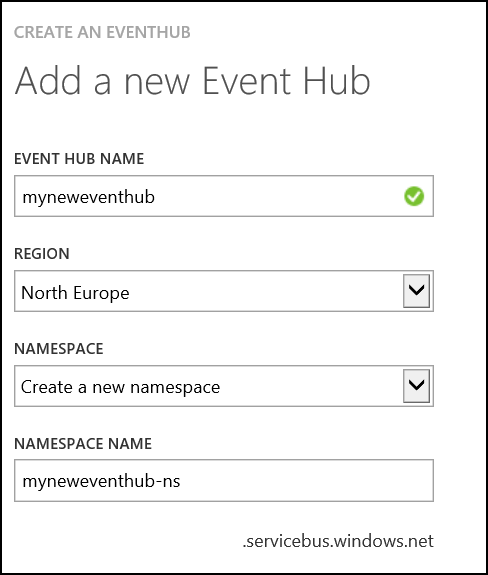 CREATE AN EVENTHUB
Add a new Event Hub
EVENT HUB NAME
myneweventhub
REGION
North Europe
NAMESPACE
Create a new namespace
NAMESPACE NAME
myneweventhub-ns
.servicebus.windows.net